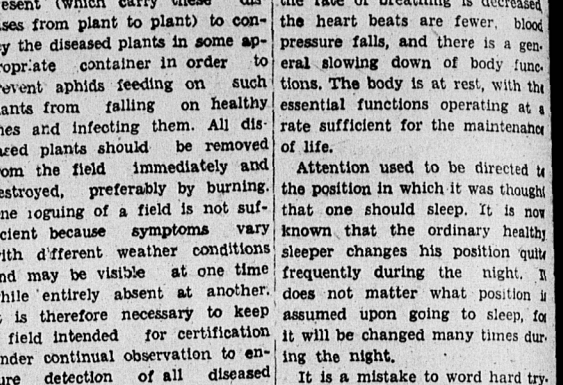 esent (which carry these dis-
ses from plant to plant) to con-
y the diseased plants in some ap-
ropriate container in order to
revent aphids feeding on such
ants from falling on healthy
nes and infecting them. All dis-
ased plants should be removed
om the field immediately and
estroyed, preferably by burning.
ne roguing of a field is not suf-
cient because symptoms vary
ith different weather conditions
nd may be visible at one time
hile entirely absent at another.
is therefore necessary to keep
field intended for certification
nder continual observation to en-
ure detection of all diseased
the rate of breathing is decreased
the heart beats are fewer, blood
pressure falls, and there is a gen-
eral slowing down of body func-
tions. The body is at rest, with the
essential functions operating at a
rate sufficient for the maintenance
of life.
Attention used to be directed to
the position in which it was thought
that one should sleep. It is now
known that the ordinary healthy
sleeper changes his position quite
frequently during the night. It
does not matter what position is
assumed upon going to sleep, for
it will be changed many times dur-
ing the night.
It is a mistake to word hard try-